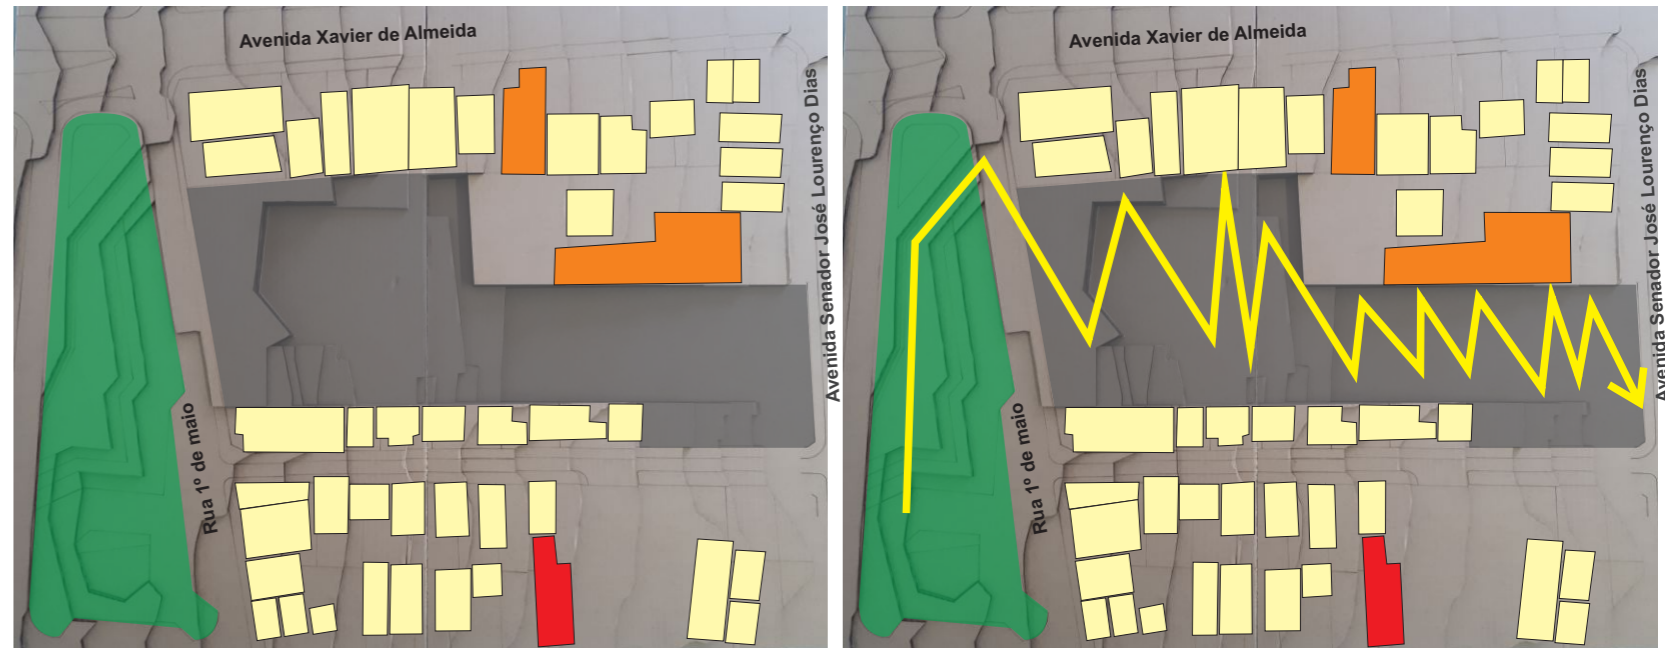 Avenida Xavier de Almeida
Avenida Senador José Lourenço Dias
Rua 1º de maio
Avenida Xavier de Almeida
Avenida Senador José Lourenço Dias
Rua 1º de maio